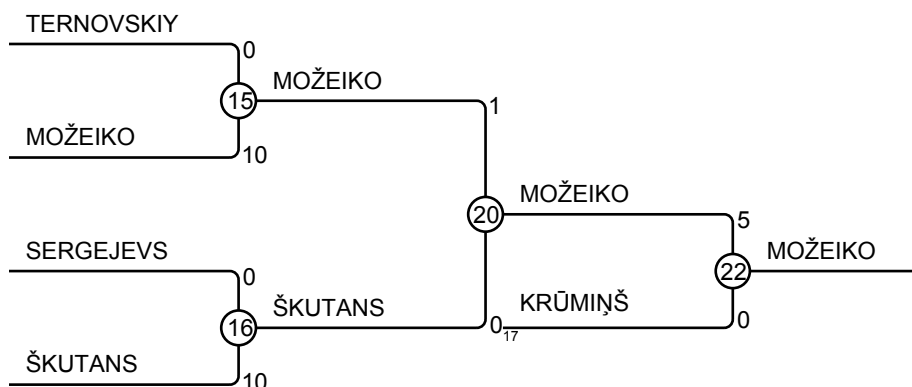 TERNOVSKIY
0
15
MOŽEIKO
1
MOŽEIKO
10
20
MOŽEIKO
5
22
MOŽEIKO
SERGEJEVS
0
16
ŠKUTANS
0
17
KRŪMIŅŠ
0
ŠKUTANS
10